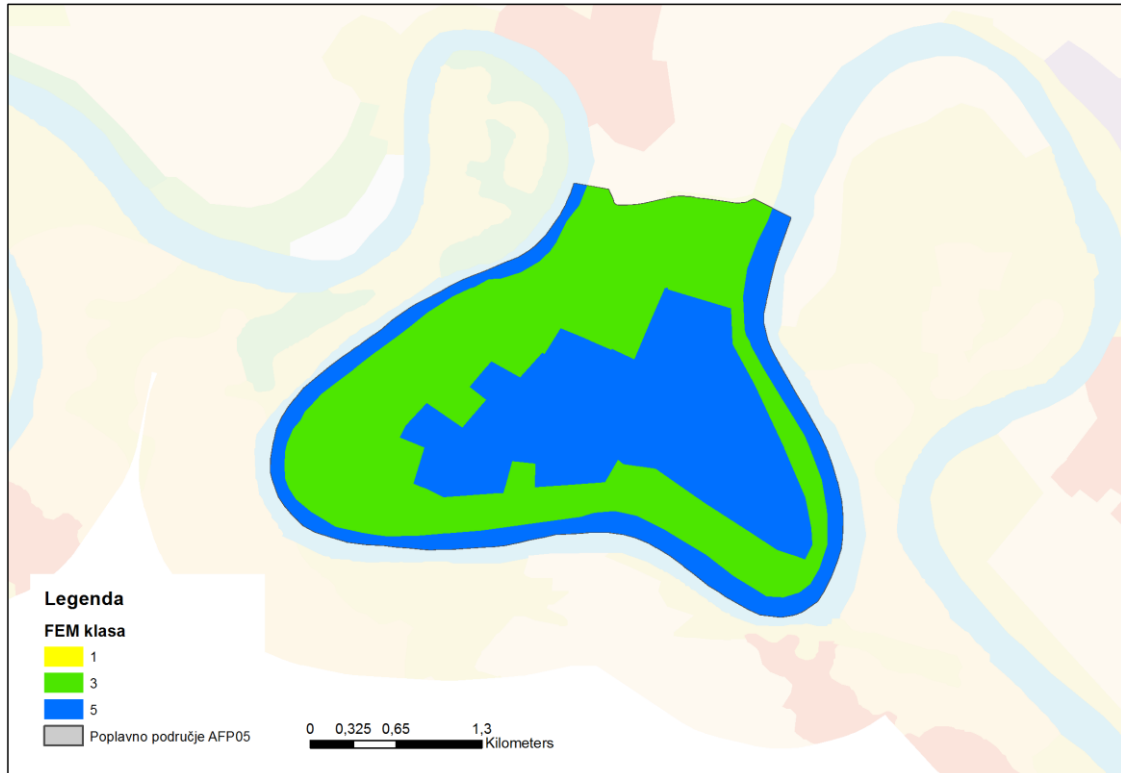 Legenda
FEM klasa
1
3
5
Poplavno područje AFP05
0 0,325 0,65 1,3
Kilometers